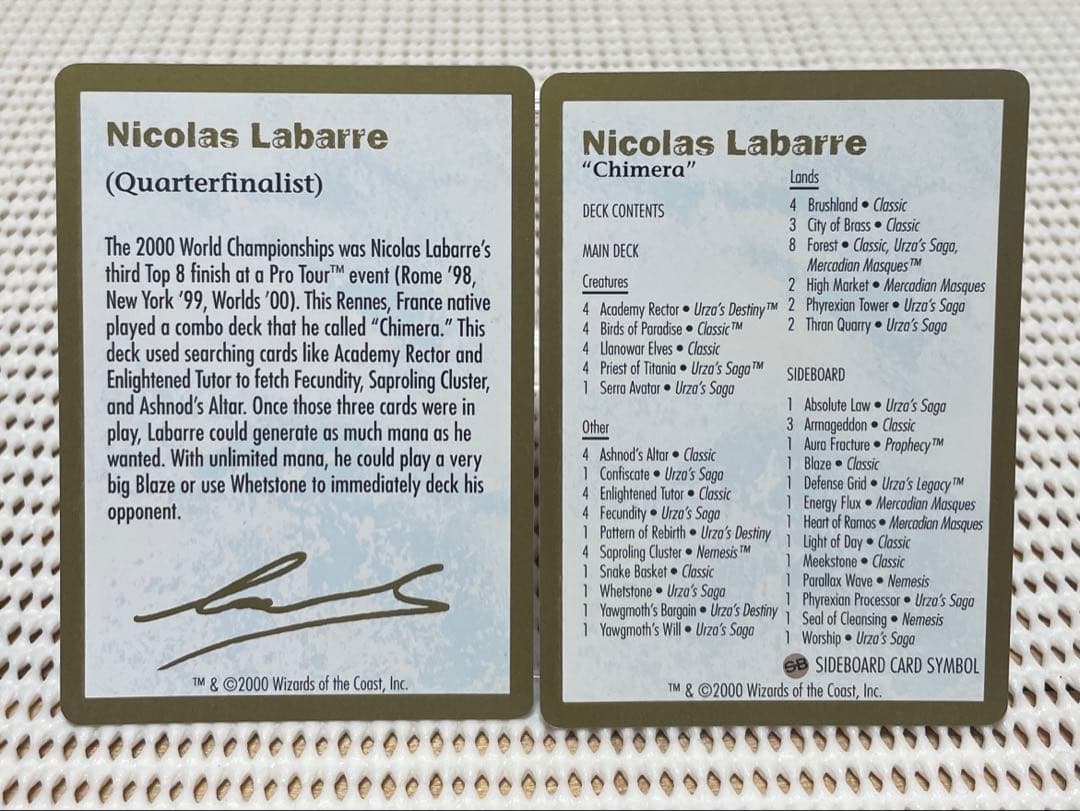 Nicolas Labarre
(Quarterfinalist)
The 2000 World Championships was Nicolas Labarre's
third Top 8 finish at a Pro Tour™ event (Rome '98,
New York '99, Worlds '00). This Rennes, France native
played a combo deck that he called “Chimera.” This
deck used searching cards like Academy Rector and
Enlightened Tutor to fetch Fecundity, Saproling Cluster,
and Ashnod's Altar. Once those three cards were in
play, Labarre could generate as much mana as he
wanted. With unlimited mana, he could play a very
big Blaze or use Whetstone to immediately deck his
opponent.
™ & ©2000 Wizards of the Coast, Inc.
Nicolas Labarre
“Chimera”
DECK CONTENTS
MAIN DECK
Creatures
4 Academy Rector • Urza's Destiny™
4 Birds of Paradise • Classic™
4 Llanowar Elves • Classic
4 Priest of Titania • Urza's Saga™
1 Serra Avatar • Urza's Saga
Other
4 Ashnod's Altar • Classic
1 Confiscate • Urza's Saga
4 Enlightened Tutor • Classic
4 Fecundity • Urza's Saga
1 Pattern of Rebirth • Urza's Destiny
4 Saproling Cluster • Nemesis™
1 Snake Basket • Classic
1 Whetstone • Urza's Saga
1 Yawgmoth's Bargain • Urza's Destiny
1 Yawgmoth's Will • Urza's Saga
Lands
4 Brushland • Classic
3 City of Brass • Classic
8 Forest • Classic, Urza's Saga,
Mercadian Masques™
2 High Market • Mercadian Masques
2 Phyrexian Tower • Urza's Saga
2 Thran Quarry • Urza's Saga
SIDEBOARD
1 Absolute Law • Urza's Saga
3 Armageddon • Classic
1 Aura Fracture • Prophecy™
1 Blaze • Classic
1 Defense Grid • Urza's Legacy™
1 Energy Flux • Mercadian Masques
1 Heart of Ramos • Mercadian Masques
1 Light of Day • Classic
1 Meekstone • Classic
1 Parallax Wave • Nemesis
1 Phyrexian Processor • Urza's Saga
1 Seal of Cleansing • Nemesis
1 Worship • Urza's Saga
SB SIDEBOARD CARD SYMBOL
™ & ©2000 Wizards of the Coast, Inc.